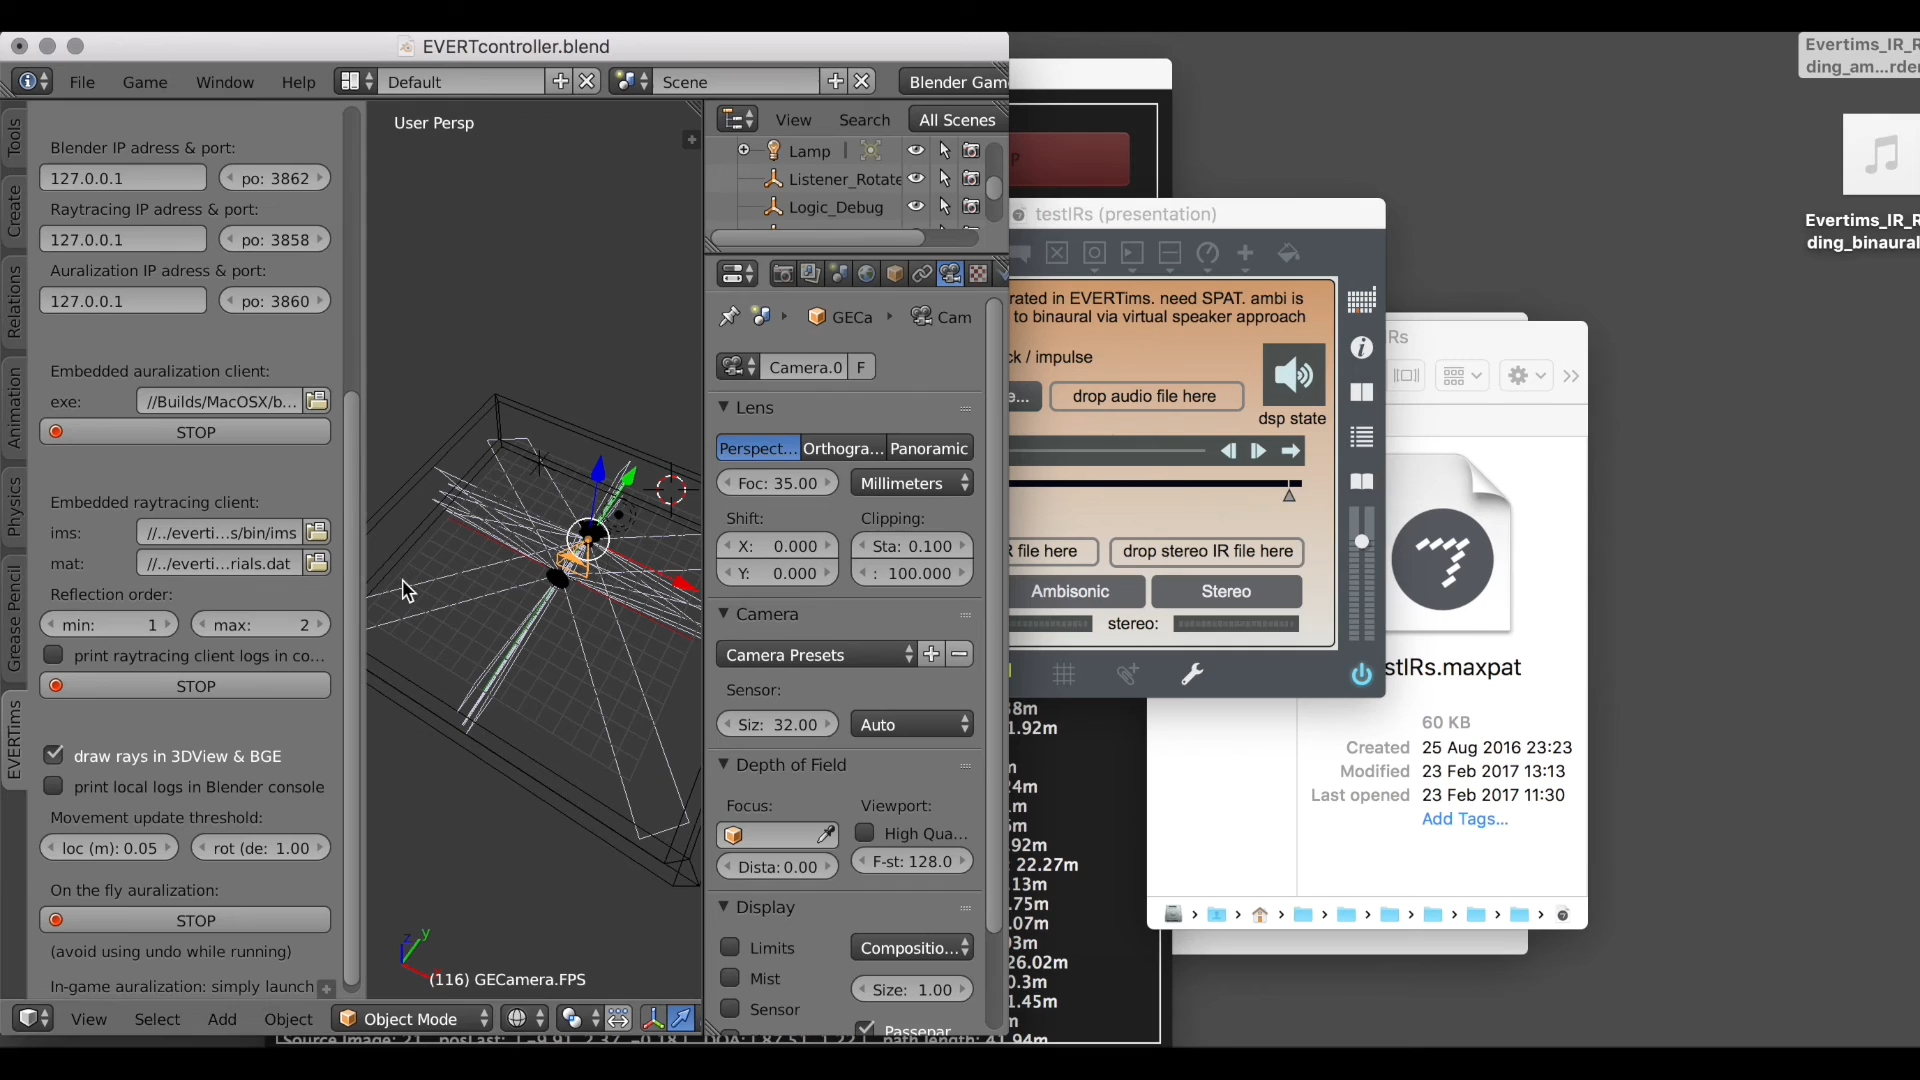 EVERTcontroller.blend
File
Game
Window
Help
Default
Scene
Blender Gam
Tools
Create
Relations
Animation
Physics
Grease Pencil
EVERTims
Blender IP adress & port:
127.0.0.1
po: 3862
Raytracing IP adress & port:
127.0.0.1
po: 3858
Auralization IP adress & port:
127.0.0.1
po: 3860
Embedded auralization client:
exe:
//Builds/MacOSX/b...
STOP
Embedded raytracing client:
ims:
//../everti...s/bin/ims
mat:
//../everti...rials.dat
Reflection order:
min: 1
max: 2
print raytracing client logs in co...
STOP
draw rays in 3DView & BGE
print local logs in Blender console
Movement update threshold:
loc (m): 0.05
rot (de: 1.00
On the fly auralization:
STOP
(avoid using undo while running)
In-game auralization: simply launch
User Persp
z
y
(116) GECamera.FPS
View
Select
Add
Object
Object Mode
View
Search
All Scenes
Lamp
Listener_Rotate
Logic_Debug
GECa
Cam
Camera.0
F
Lens
Perspect...
Orthogra...
Panoramic
Foc: 35.00
Millimeters
Shift:
Clipping:
X: 0.000
Sta: 0.100
Y: 0.000
: 100.000
Camera
Camera Presets
Sensor:
Siz: 32.00
Auto
Depth of Field
Focus:
Viewport:
High Qua...
Dista: 0.00
F-st: 128.0
Display
Limits
Compositio...
Mist
Size: 1.00
Sensor
Passepar
P
testIRs (presentation)
rated in EVERTims. need SPAT. ambi is
to binaural via virtual speaker approach
ck / impulse
e...
drop audio file here
dsp state
R file here
drop stereo IR file here
Ambisonic
Stereo
stereo:
38m
1.92m
n
24m
1m
5m
.92m
22.27m
.13m
.75m
.07m
93m
26.02m
0.3m
1.45m
n
94m
Rs
stIRs.maxpat
60 KB
Created 25 Aug 2016 23:23
Modified 23 Feb 2017 13:13
Last opened 23 Feb 2017 11:30
Add Tags...
Evertims_IR_R
ding_am...rder
Evertims_IR_R
ding_binaural